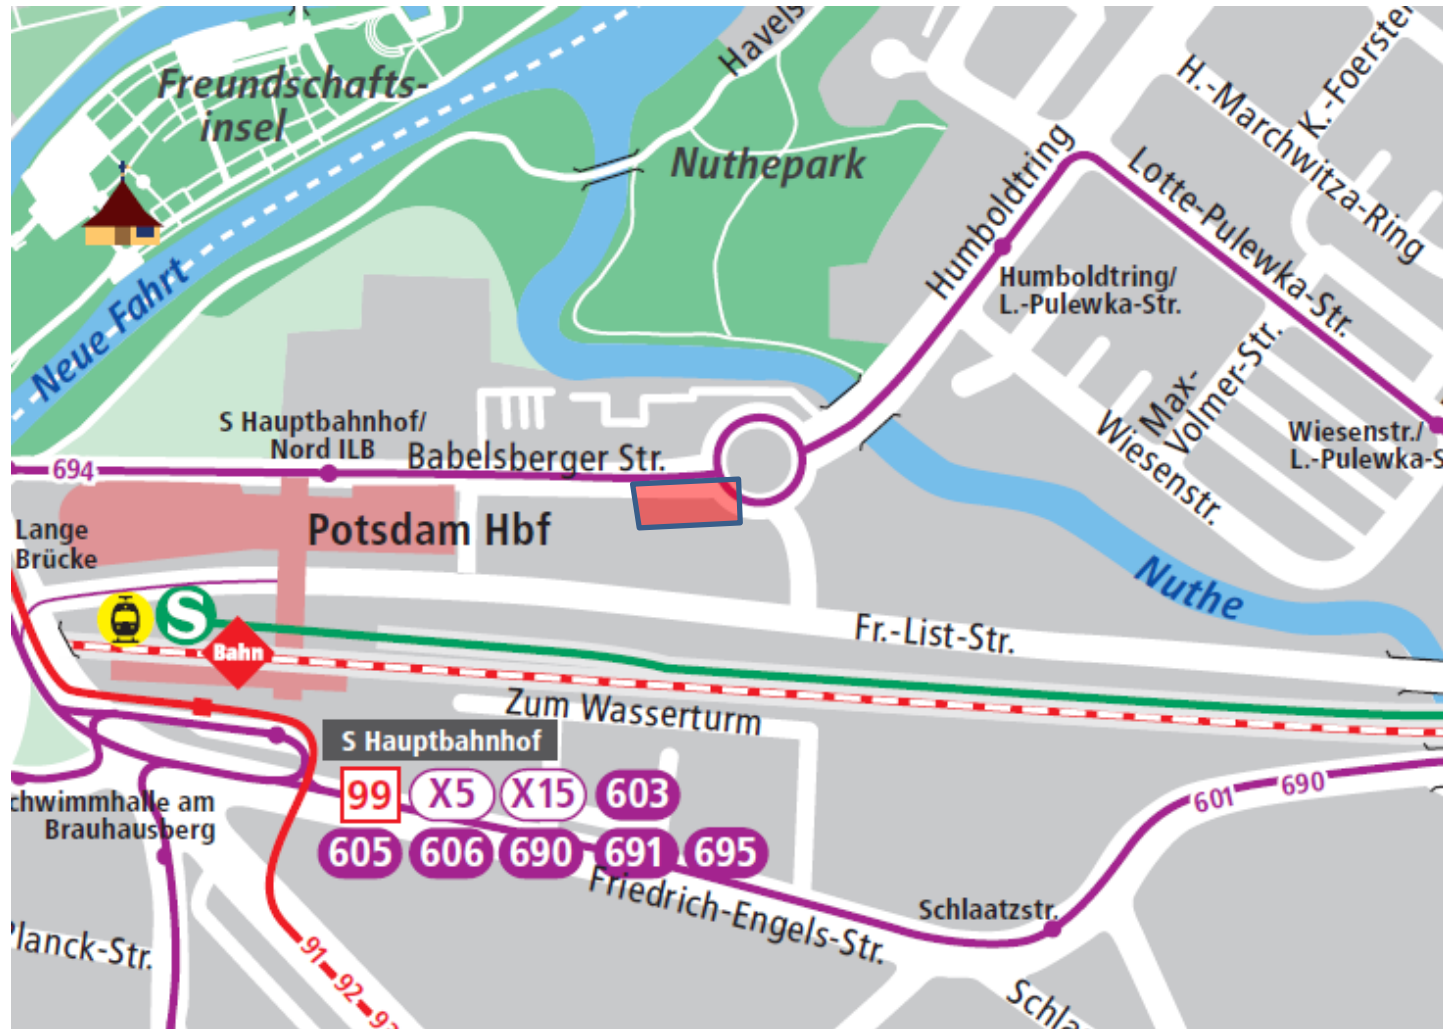 Freundschafts-
insel
Havels
K.-Foerster
H.-Marchwitza-Ring
Nuthepark
Humboldtring
Lotte-Pulewka-Str.
Neue Fahrt
Humboldtring/
L.-Pulewka-Str.
Max-
Volmer-Str.
Wiesenstr.
Wiesenstr./
L.-Pulewka-S
S Hauptbahnhof/
Nord ILB
Babelsberger Str.
694
Lange
Brücke
Potsdam Hbf
Nuthe
S
Bahn
Fr.-List-Str.
Zum Wasserturm
S Hauptbahnhof
99 X5 X15 603
605 606 690 691 695
601 690
chwimmhalle am
Brauhausberg
Friedrich-Engels-Str.
Schlaatzstr.
Planck-Str.
91 92 93
Schla